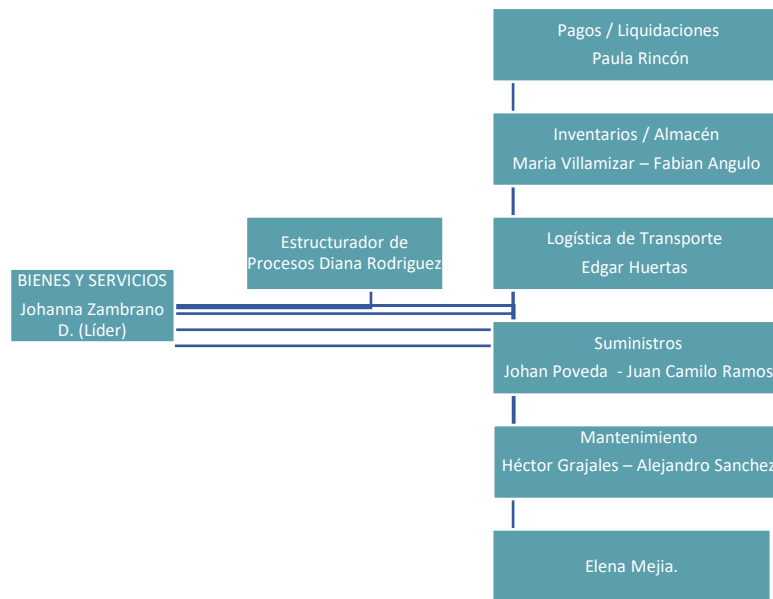 Pagos / Liquidaciones
Paula Rincón
Inventarios / Almacén
Maria Villamizar – Fabian Angulo
Estructurador de
Procesos Diana Rodriguez
Logística de Transporte
Edgar Huertas
BIENES Y SERVICIOS
Johanna Zambrano
D. (Líder)
Suministros
Johan Poveda  - Juan Camilo Ramos
Mantenimiento
Héctor Grajales – Alejandro Sanchez
Elena Mejia.